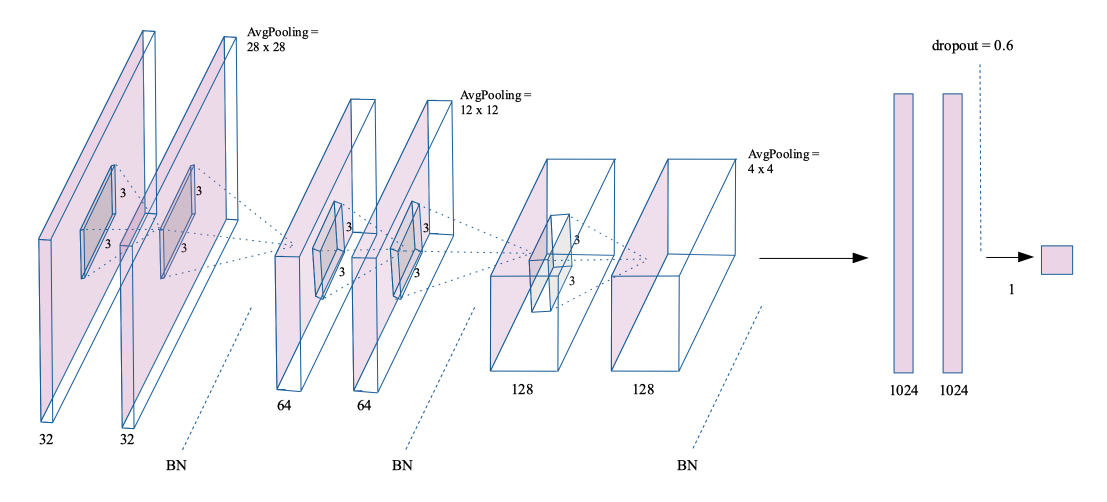 AvgPooling =
28 x 28
AvgPooling =
12 x 12
AvgPooling =
4 x 4
dropout = 0.6
3
3
3
3
3
3
3
3
3
3
1
32
32
64
64
128
128
1024
1024
BN
BN
BN